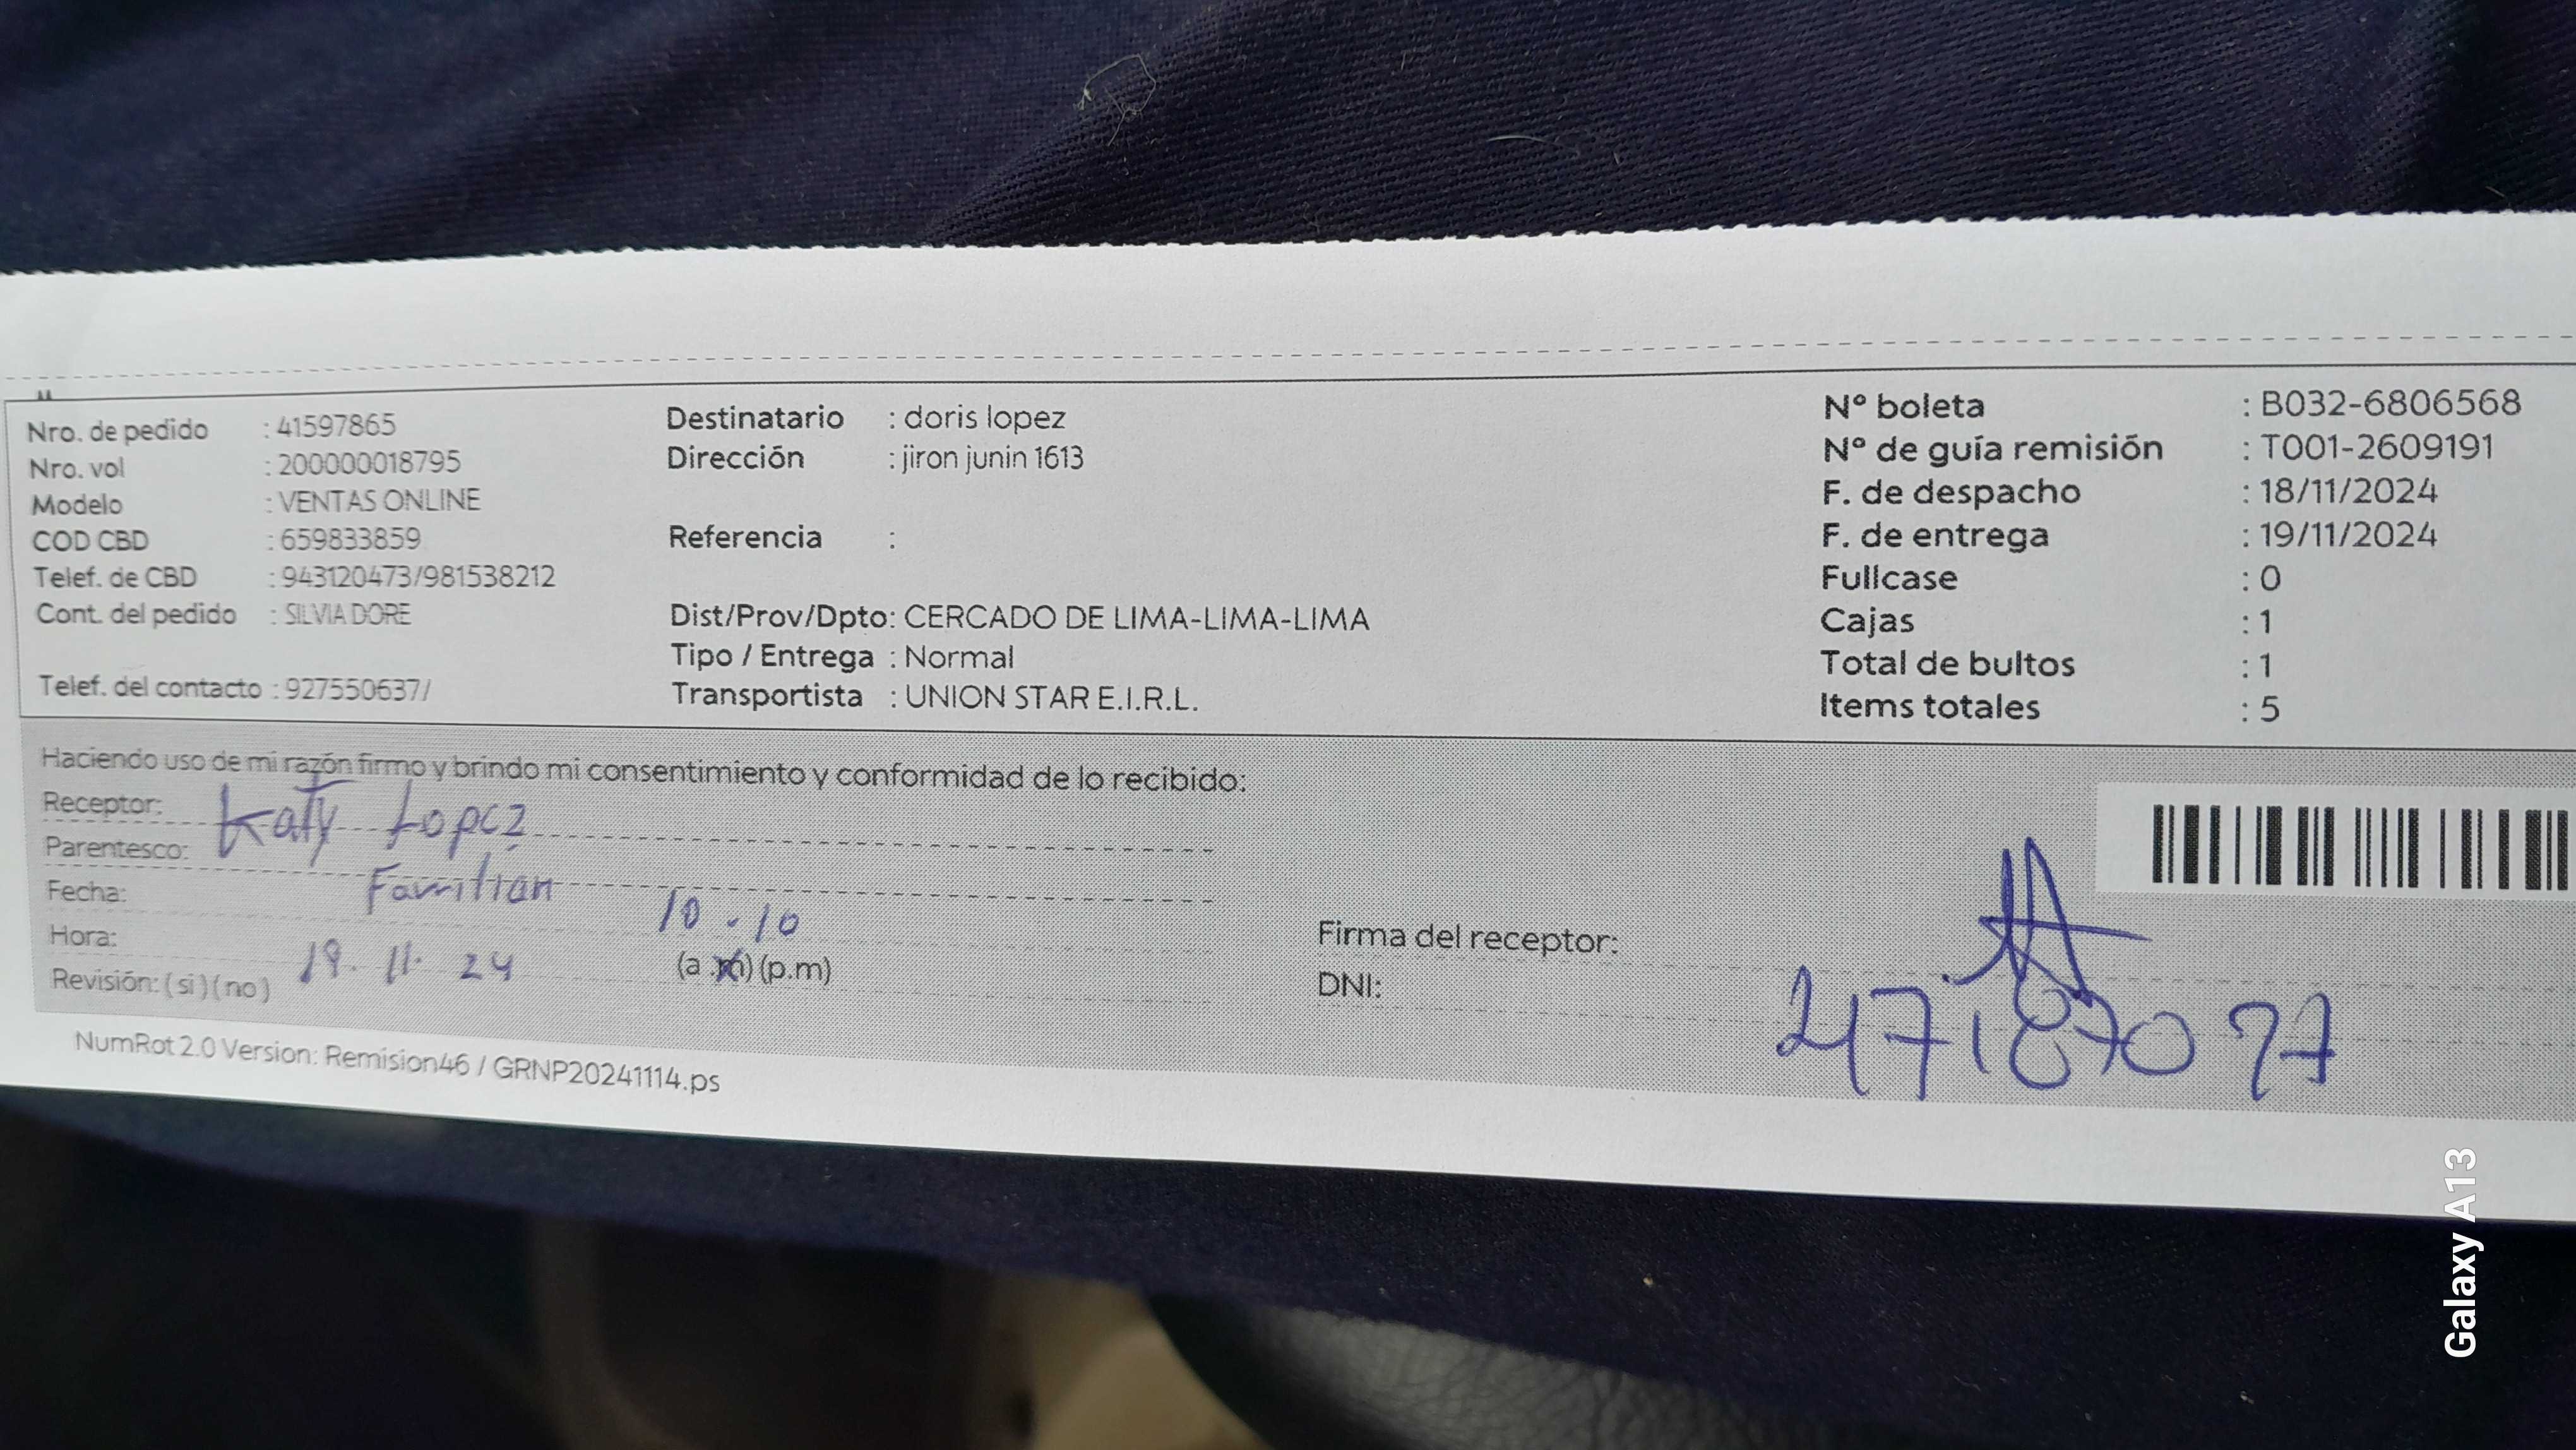 Nro. de pedido : 41597865
Nro. vol : 200000018795
Modelo : VENTAS ONLINE
COD CBD : 659833859
Telef. de CBD : 943120473/981538212
Cont. del pedido : SILVIA DORE
Telef. del contacto : 927550637/
Destinatario : doris lopez
Dirección : jiron junin 1613
Referencia :
Dist/Prov/Dpto: CERCADO DE LIMA-LIMA-LIMA
Tipo / Entrega : Normal
Transportista : UNION STAR E.I.R.L.
Nº boleta : B032-6806568
Nº de guía remisión : T001-2609191
F. de despacho : 18/11/2024
F. de entrega : 19/11/2024
Fullcase : 0
Cajas : 1
Total de bultos : 1
Items totales : 5
Haciendo uso de mi razón firmo y brindo mi consentimiento y conformidad de lo recibido:
Receptor: Katy Lopez
Parentesco: Familiar
Fecha: 19. 11. 24
Hora: 10.10 (a.m) (p.m)
Revisión: (si) (no)
Firma del receptor:
DNI:
NumRot 2.0 Version: Remision46 / GRNP20241114.ps
Galaxy A13